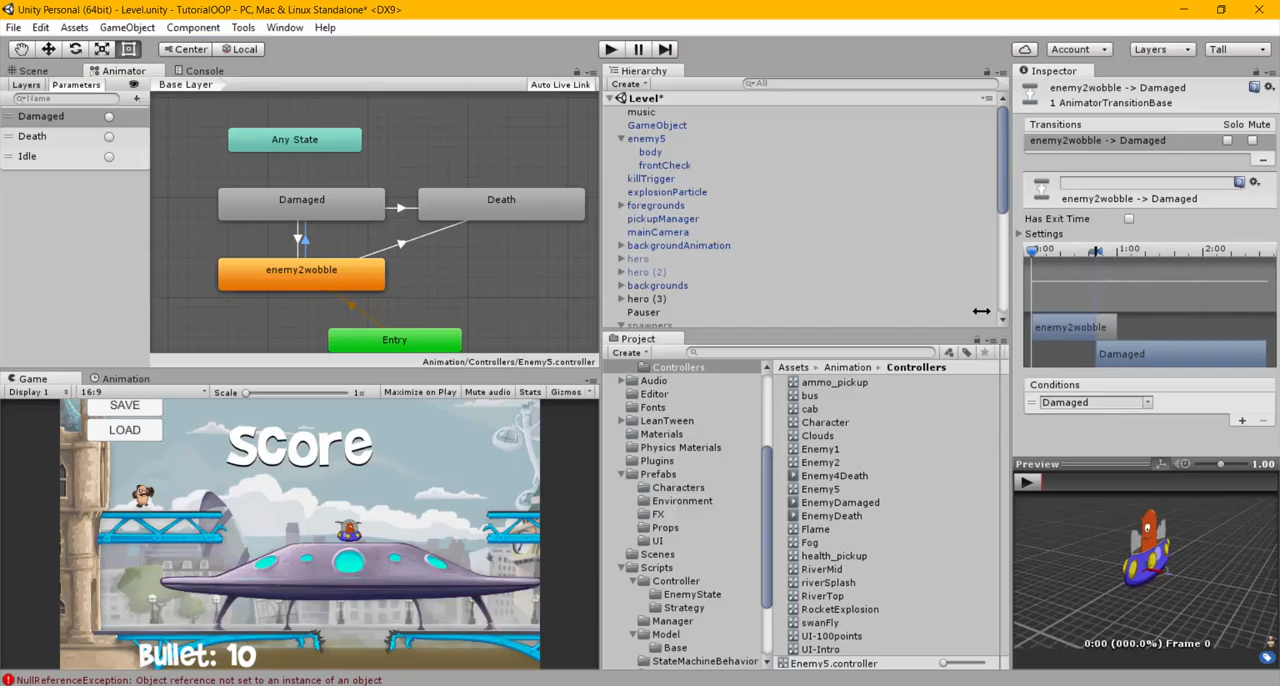 Unity Personal (64bit) - Level.unity - TutorialOOP - PC, Mac & Linux Standalone* <DX9>
File Edit Assets GameObject Component Tools Window Help
Center Local Account Layers Tall
Scene Animator Console
Layers Parameters Base Layer Auto Live Link
Name
Damaged
Death
Idle
Any State
Damaged
Death
enemy2wobble
Entry
Animation/Controllers/Enemy5.controller
Hierarchy
Create All
Level*
music
GameObject
enemy5
body
frontCheck
killTrigger
explosionParticle
foregrounds
pickupManager
mainCamera
backgroundAnimation
hero
hero (2)
backgrounds
hero (3)
Pauser
spawners
Inspector
enemy2wobble -> Damaged
1 AnimatorTransitionBase
Transitions Solo Mute
enemy2wobble -> Damaged
enemy2wobble -> Damaged
Has Exit Time
Settings
0:00 1:00 2:00
enemy2wobble
Damaged
Conditions
Damaged
Preview 1.00
0:00 (000.0%) Frame 0
Game Animation
Display 1 16:9 Scale 1x Maximize on Play Mute audio Stats Gizmos
SAVE
LOAD
SCORE
Bullet: 10
Project
Create
Controllers
Audio
Editor
Fonts
LeanTween
Materials
Physics Materials
Plugins
Prefabs
Characters
Environment
FX
Props
UI
Scenes
Scripts
Controller
EnemyState
Strategy
Manager
Model
Base
StateMachineBehavior
Assets Animation Controllers
ammo_pickup
bus
cab
Character
Clouds
Enemy1
Enemy2
Enemy4Death
Enemy5
EnemyDamaged
EnemyDeath
Flame
Fog
health_pickup
RiverMid
riverSplash
RiverTop
RocketExplosion
swanFly
UI-100points
UI-Intro
Enemy5.controller
NullReferenceException: Object reference not set to an instance of an object